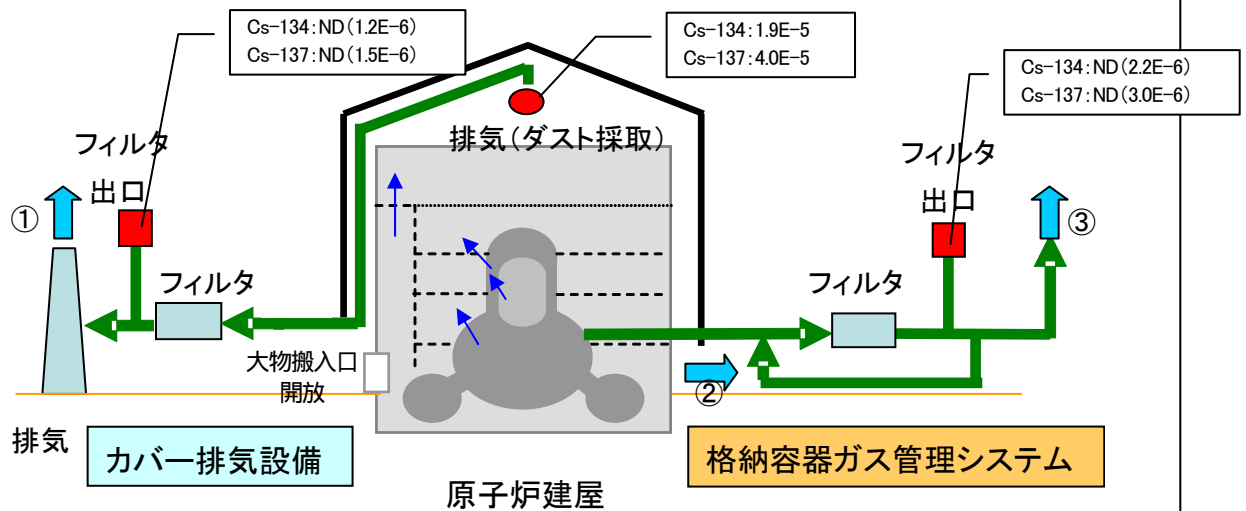 Cs-134:ND(1.2E-6)
Cs-137:ND(1.5E-6)
Cs-134:1.9E-5
Cs-137:4.0E-5
Cs-134:ND(2.2E-6)
Cs-137:ND(3.0E-6)
フィルタ
出口
①
フィルタ
排気(ダスト採取)
フィルタ
出口
③
フィルタ
大物搬入口
開放
②
排気
カバー排気設備
格納容器ガス管理システム
原子炉建屋